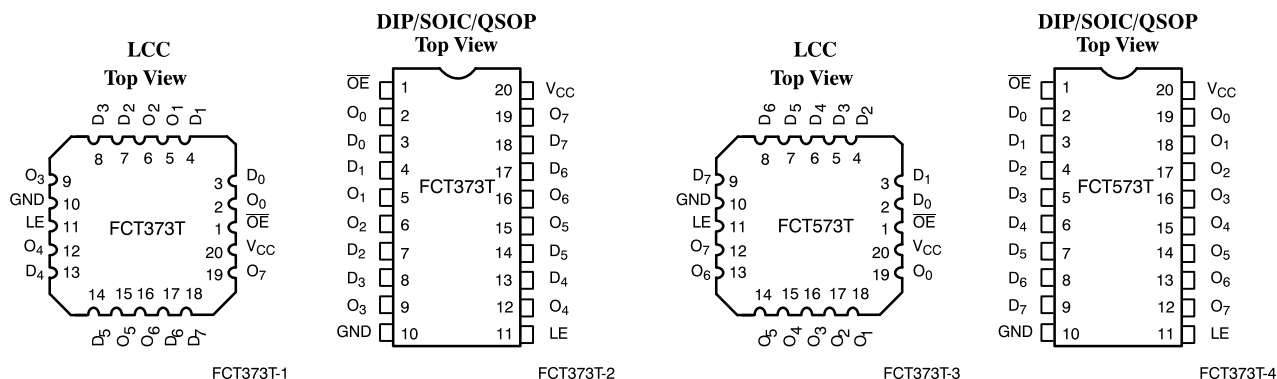 LCC
Top View
D3 D2 O2 O1 D1
8 7 6 5 4
O3 9 3 D0
GND 10 2 O0
LE 11 FCT373T 1 OE
O4 12 20 VCC
D4 13 19 O7
14 15 16 17 18
D5 O5 O6 D6 D7
FCT373T-1
DIP/SOIC/QSOP
Top View
OE 1 20 VCC
O0 2 19 O7
D0 3 18 D7
D1 4 17 D6
FCT373T
O1 5 16 O6
O2 6 15 O5
D2 7 14 D5
D3 8 13 D4
O3 9 12 O4
GND 10 11 LE
FCT373T-2
LCC
Top View
D6 D5 D4 D3 D2
8 7 6 5 4
D7 9 3 D1
GND 10 2 D0
LE 11 FCT573T 1 OE
O7 12 20 VCC
O6 13 19 O0
14 15 16 17 18
O5 O4 O3 O2 O1
FCT373T-3
DIP/SOIC/QSOP
Top View
OE 1 20 VCC
D0 2 19 O0
D1 3 18 O1
D2 4 17 O2
FCT573T
D3 5 16 O3
D4 6 15 O4
D5 7 14 O5
D6 8 13 O6
D7 9 12 O7
GND 10 11 LE
FCT373T-4